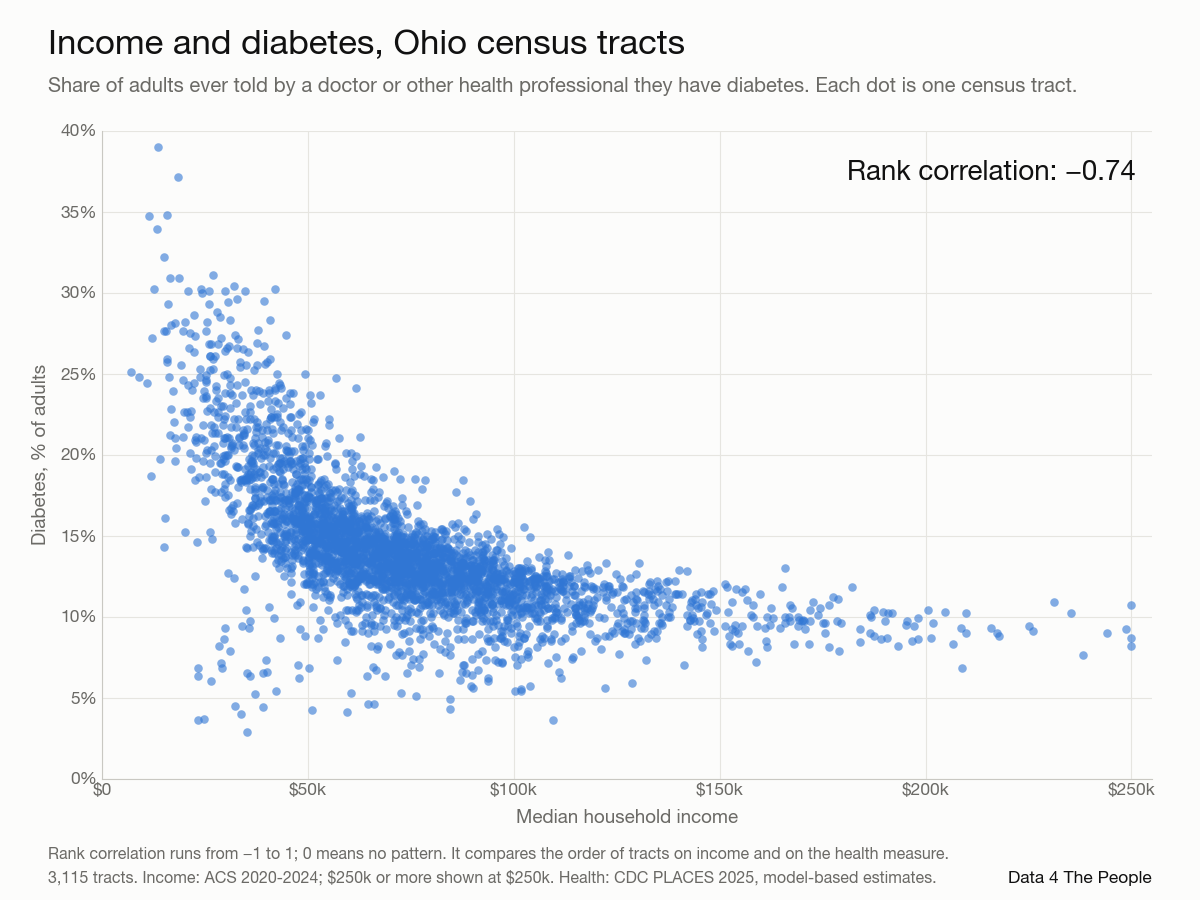 Income and diabetes, Ohio census tracts
Share of adults ever told by a doctor or other health professional they have diabetes. Each dot is one census tract.
Rank correlation: −0.74
40%
35%
30%
25%
20%
15%
10%
5%
0%
Diabetes, % of adults
$0
$50k
$100k
$150k
$200k
$250k
Median household income
Rank correlation runs from −1 to 1; 0 means no pattern. It compares the order of tracts on income and on the health measure.
3,115 tracts. Income: ACS 2020-2024; $250k or more shown at $250k. Health: CDC PLACES 2025, model-based estimates.
Data 4 The People